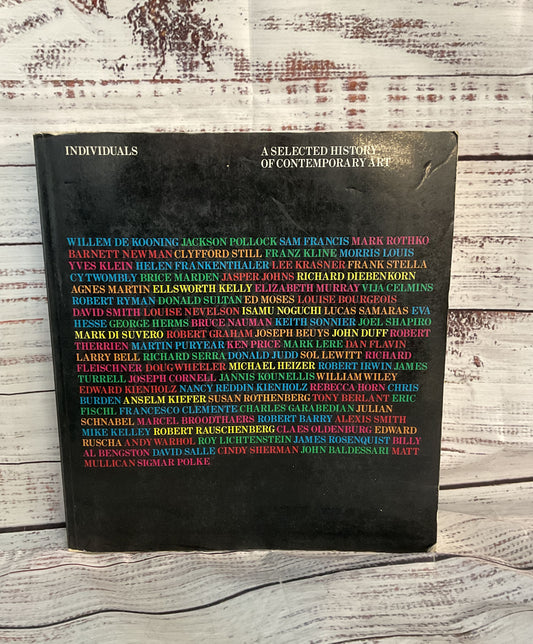 INDIVIDUALS
A SELECTED HISTORY
OF CONTEMPORARY ART
WILLEM DE KOONING JACKSON POLLOCK SAM FRANCIS MARK ROTHKO
BARNETT NEWMAN CLYFFORD STILL FRANZ KLINE MORRIS LOUIS
YVES KLEIN HELEN FRANKENTHALER LEE KRASNER FRANK STELLA
CY TWOMBLY BRICE MARDEN JASPER JOHNS RICHARD DIEBENKORN
AGNES MARTIN ELLSWORTH KELLY ELIZABETH MURRAY VIJA CELMINS
ROBERT RYMAN DONALD SULTAN ED MOSES LOUISE BOURGEOIS
DAVID SMITH LOUISE NEVELSON ISAMU NOGUCHI LUCAS SAMARAS EVA
HESSE GEORGE HERMS BRUCE NAUMAN KEITH SONNIER JOEL SHAPIRO
MARK DI SUVERO ROBERT GRAHAM JOSEPH BEUYS JOHN DUFF ROBERT
THERRIEN MARTIN PURYEAR KEN PRICE MARK LERE DAN FLAVIN
LARRY BELL RICHARD SERRA DONALD JUDD SOL LEWITT RICHARD
FLEISCHNER DOUG WHEELER MICHAEL HEIZER ROBERT IRWIN JAMES
TURRELL JOSEPH CORNELL JANNIS KOUNELLIS WILLIAM WILEY
EDWARD KIENHOLZ NANCY REDDIN KIENHOLZ REBECCA HORN CHRIS
BURDEN ANSELM KIEFER SUSAN ROTHENBERG TONY BERLANT ERIC
FISCHL FRANCESCO CLEMENTE CHARLES GARABEDIAN JULIAN
SCHNABEL MARCEL BROODTHAERS ROBERT BARRY ALEXIS SMITH
MIKE KELLEY ROBERT RAUSCHENBERG CLAES OLDENBURG EDWARD
RUSCHA ANDY WARHOL ROY LICHTENSTEIN JAMES ROSENQUIST BILLY
AL BENGSTON DAVID SALLE CINDY SHERMAN JOHN BALDESSARI MATT
MULLICAN SIGMAR POLKE